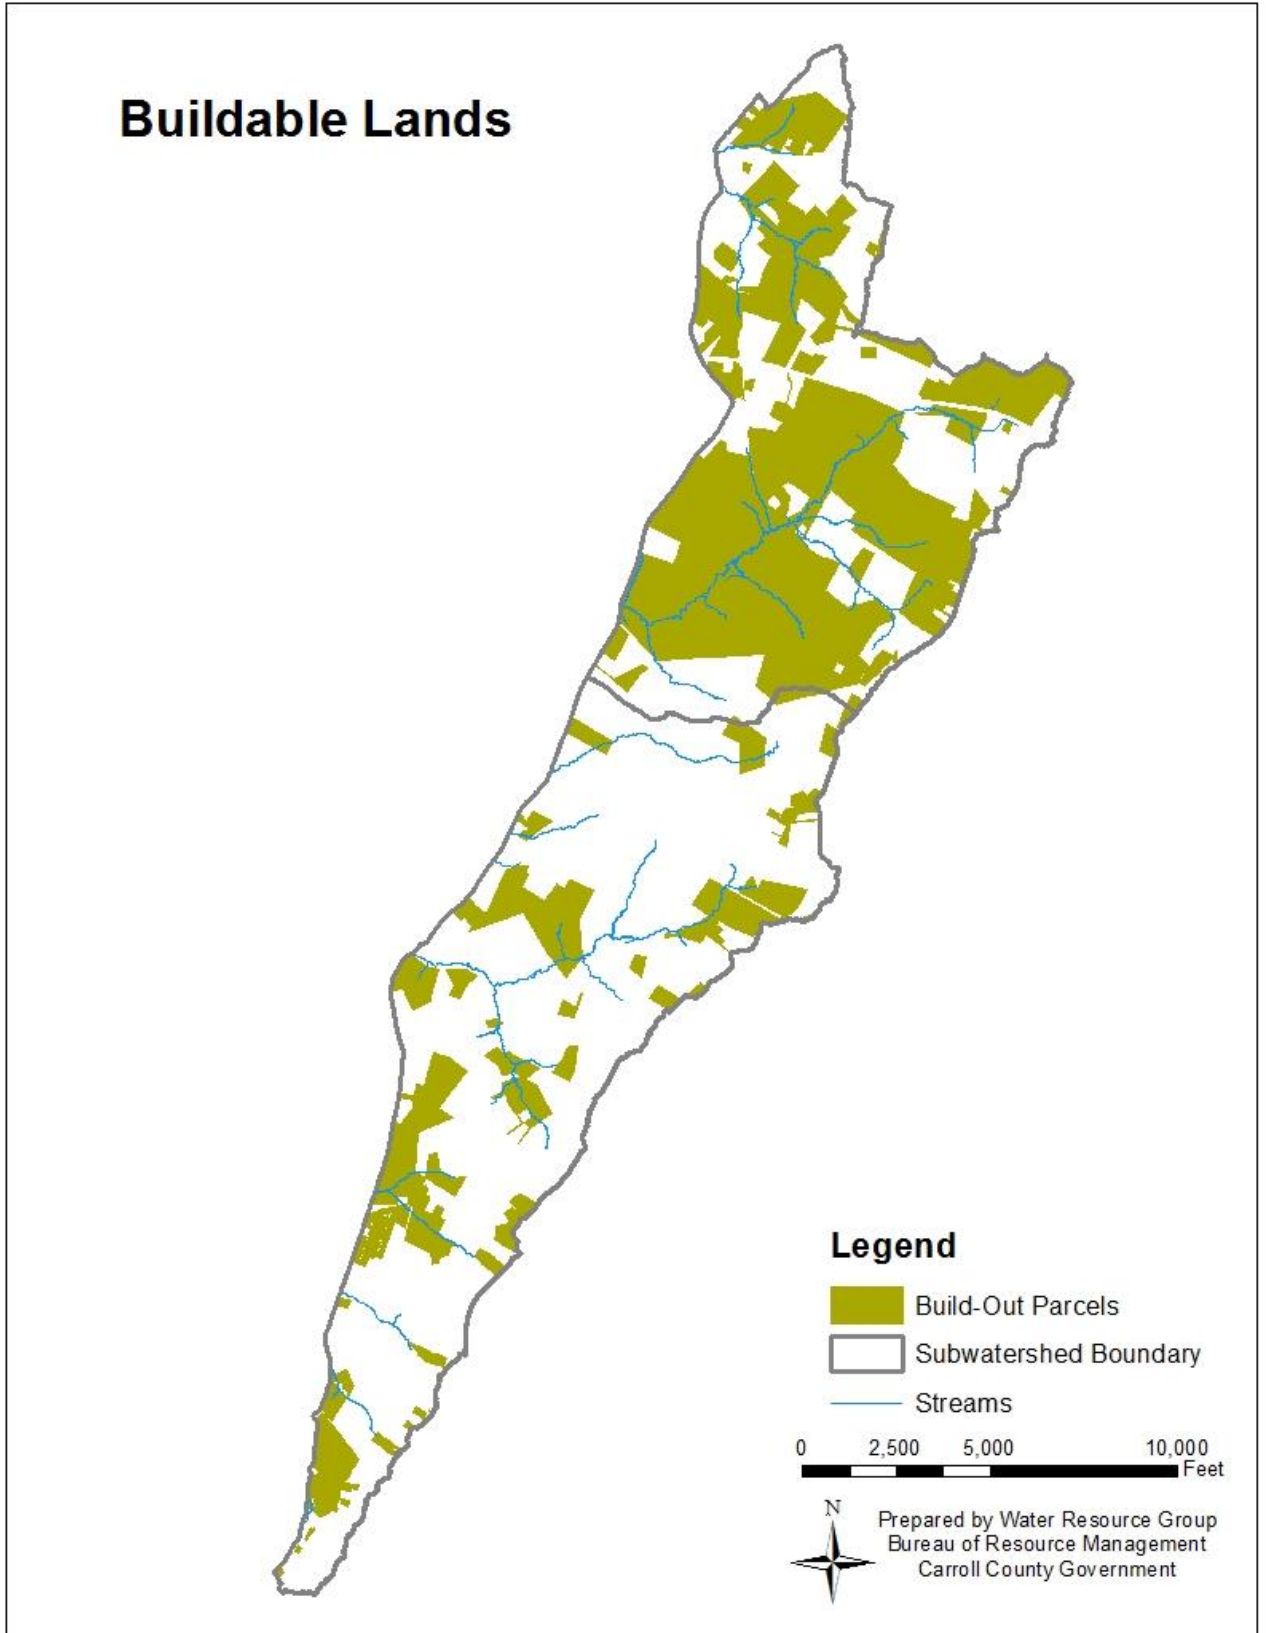 Buildable Lands
Legend
Build-Out Parcels
Subwatershed Boundary
Streams
0 2,500 5,000 10,000
Feet
N
Prepared by Water Resource Group
Bureau of Resource Management
Carroll County Government